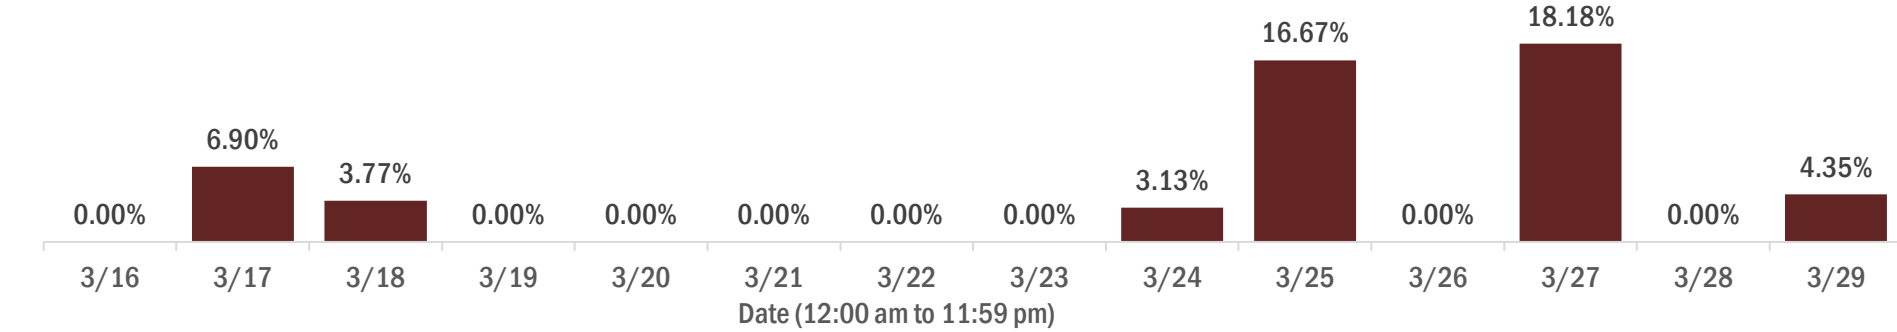 18.18%
16.67%
6.90%
3.77%
3.13%
4.35%
0.00% 0.00% 0.00% 0.00% 0.00% 0.00% 0.00% 0.00%
3/16 3/17 3/18 3/19 3/20 3/21 3/22 3/23 3/24 3/25 3/26 3/27 3/28 3/29
Date (12:00 am to 11:59 pm)